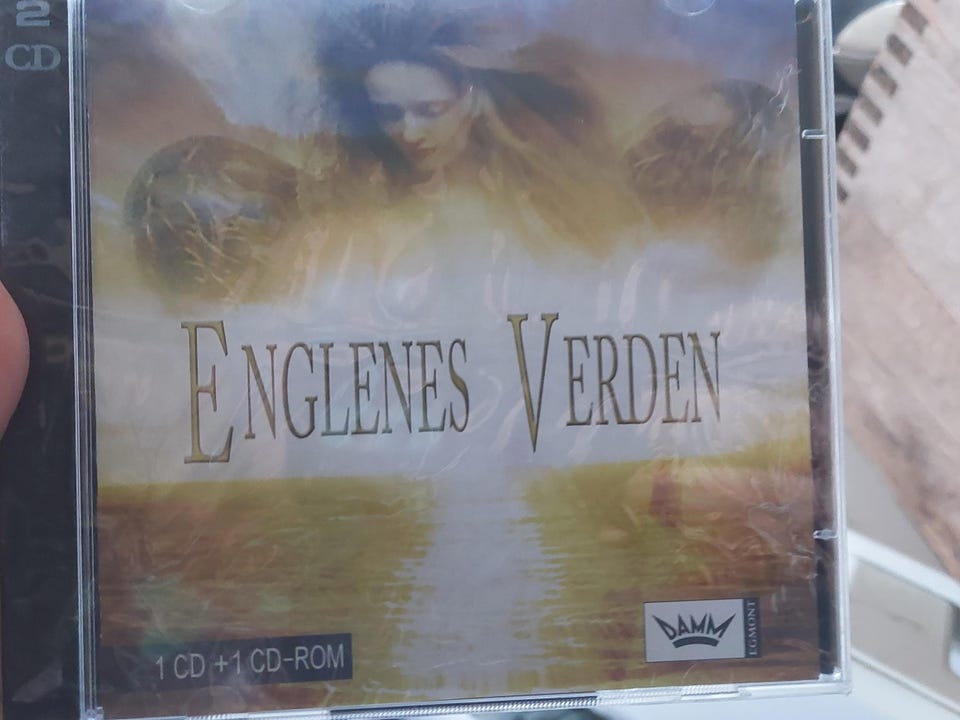 2
CD
ENGLENES VERDEN
1 CD + 1 CD-ROM
DAMM
EGMONT